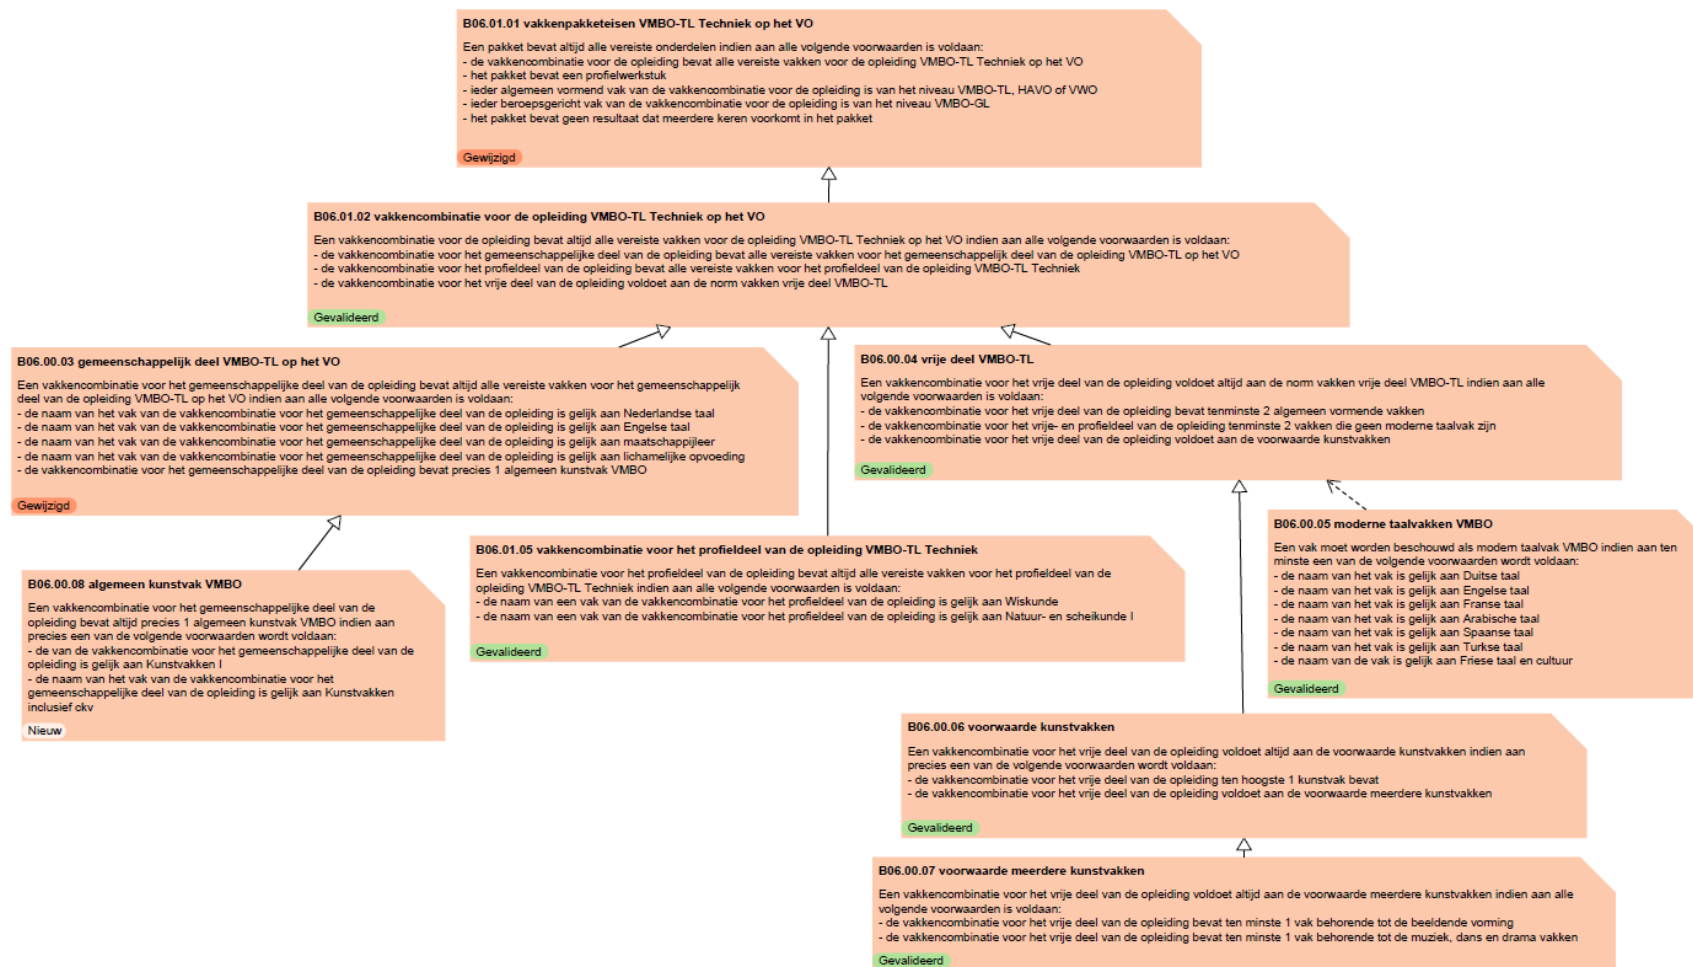 B06.01.01 vakkenpakketeisen VMBO-TL Techniek op het VO
Een pakket bevat altijd alle vereiste onderdelen indien aan alle volgende voorwaarden is voldaan:
- de vakkencombinatie voor de opleiding bevat alle vereiste vakken voor de opleiding VMBO-TL Techniek op het VO
- het pakket bevat een profielwerkstuk
- ieder algemeen vormend vak van de vakkencombinatie voor de opleiding is van het niveau VMBO-TL, HAVO of VWO
- ieder beroepsgericht vak van de vakkencombinatie voor de opleiding is van het niveau VMBO-GL
- het pakket bevat geen resultaat dat meerdere keren voorkomt in het pakket
Gewijzigd
B06.01.02 vakkencombinatie voor de opleiding VMBO-TL Techniek op het VO
Een vakkencombinatie voor de opleiding bevat altijd alle vereiste vakken voor de opleiding VMBO-TL Techniek op het VO indien aan alle volgende voorwaarden is voldaan:
- de vakkencombinatie voor het gemeenschappelijke deel van de opleiding bevat alle vereiste vakken voor het gemeenschappelijk deel van de opleiding VMBO-TL op het VO
- de vakkencombinatie voor het profieldeel van de opleiding bevat alle vereiste vakken voor het profieldeel van de opleiding VMBO-TL Techniek
- de vakkencombinatie voor het vrije deel van de opleiding voldoet aan de norm vakken vrije deel VMBO-TL
Gevalideerd
B06.00.03 gemeenschappelijk deel VMBO-TL op het VO
Een vakkencombinatie voor het gemeenschappelijke deel van de opleiding bevat altijd alle vereiste vakken voor het gemeenschappelijk
deel van de opleiding VMBO-TL op het VO indien aan alle volgende voorwaarden is voldaan:
- de naam van het vak van de vakkencombinatie voor het gemeenschappelijke deel van de opleiding is gelijk aan Nederlandse taal
- de naam van het vak van de vakkencombinatie voor het gemeenschappelijke deel van de opleiding is gelijk aan Engelse taal
- de naam van het vak van de vakkencombinatie voor het gemeenschappelijke deel van de opleiding is gelijk aan maatschappijleer
- de naam van het vak van de vakkencombinatie voor het gemeenschappelijke deel van de opleiding is gelijk aan lichamelijke opvoeding
- de vakkencombinatie voor het gemeenschappelijke deel van de opleiding bevat precies 1 algemeen kunstvak VMBO
Gewijzigd
B06.00.04 vrije deel VMBO-TL
Een vakkencombinatie voor het vrije deel van de opleiding voldoet altijd aan de norm vakken vrije deel VMBO-TL indien aan alle
volgende voorwaarden is voldaan:
- de vakkencombinatie voor het vrije deel van de opleiding bevat tenminste 2 algemeen vormende vakken
- de vakkencombinatie voor het vrije- en profieldeel van de opleiding tenminste 2 vakken die geen moderne taalvak zijn
- de vakkencombinatie voor het vrije deel van de opleiding voldoet aan de voorwaarde kunstvakken
Gevalideerd
B06.00.08 algemeen kunstvak VMBO
Een vakkencombinatie voor het gemeenschappelijke deel van de
opleiding bevat altijd precies 1 algemeen kunstvak VMBO indien aan
precies een van de volgende voorwaarden wordt voldaan:
- de van de vakkencombinatie voor het gemeenschappelijke deel van de
opleiding is gelijk aan Kunstvakken I
- de naam van het vak van de vakkencombinatie voor het
gemeenschappelijke deel van de opleiding is gelijk aan Kunstvakken
inclusief ckv
Nieuw
B06.01.05 vakkencombinatie voor het profieldeel van de opleiding VMBO-TL Techniek
Een vakkencombinatie voor het profieldeel van de opleiding bevat altijd alle vereiste vakken voor het profieldeel van de
opleiding VMBO-TL Techniek indien aan alle volgende voorwaarden is voldaan:
- de naam van een vak van de vakkencombinatie voor het profieldeel van de opleiding is gelijk aan Wiskunde
- de naam van een vak van de vakkencombinatie voor het profieldeel van de opleiding is gelijk aan Natuur- en scheikunde I
Gevalideerd
B06.00.05 moderne taalvakken VMBO
Een vak moet worden beschouwd als modern taalvak VMBO indien aan ten
minste een van de volgende voorwaarden wordt voldaan:
- de naam van het vak is gelijk aan Duitse taal
- de naam van het vak is gelijk aan Engelse taal
- de naam van het vak is gelijk aan Franse taal
- de naam van het vak is gelijk aan Arabische taal
- de naam van het vak is gelijk aan Spaanse taal
- de naam van het vak is gelijk aan Turkse taal
- de naam van de vak is gelijk aan Friese taal en cultuur
Gevalideerd
B06.00.06 voorwaarde kunstvakken
Een vakkencombinatie voor het vrije deel van de opleiding voldoet altijd aan de voorwaarde kunstvakken indien aan
precies een van de volgende voorwaarden wordt voldaan:
- de vakkencombinatie voor het vrije deel van de opleiding ten hoogste 1 kunstvak bevat
- de vakkencombinatie voor het vrije deel van de opleiding voldoet aan de voorwaarde meerdere kunstvakken
Gevalideerd
B06.00.07 voorwaarde meerdere kunstvakken
Een vakkencombinatie voor het vrije deel van de opleiding voldoet altijd aan de voorwaarde meerdere kunstvakken indien aan alle
volgende voorwaarden is voldaan:
- de vakkencombinatie voor het vrije deel van de opleiding bevat ten minste 1 vak behorende tot de beeldende vorming
- de vakkencombinatie voor het vrije deel van de opleiding bevat ten minste 1 vak behorende tot de muziek, dans en drama vakken
Gevalideerd